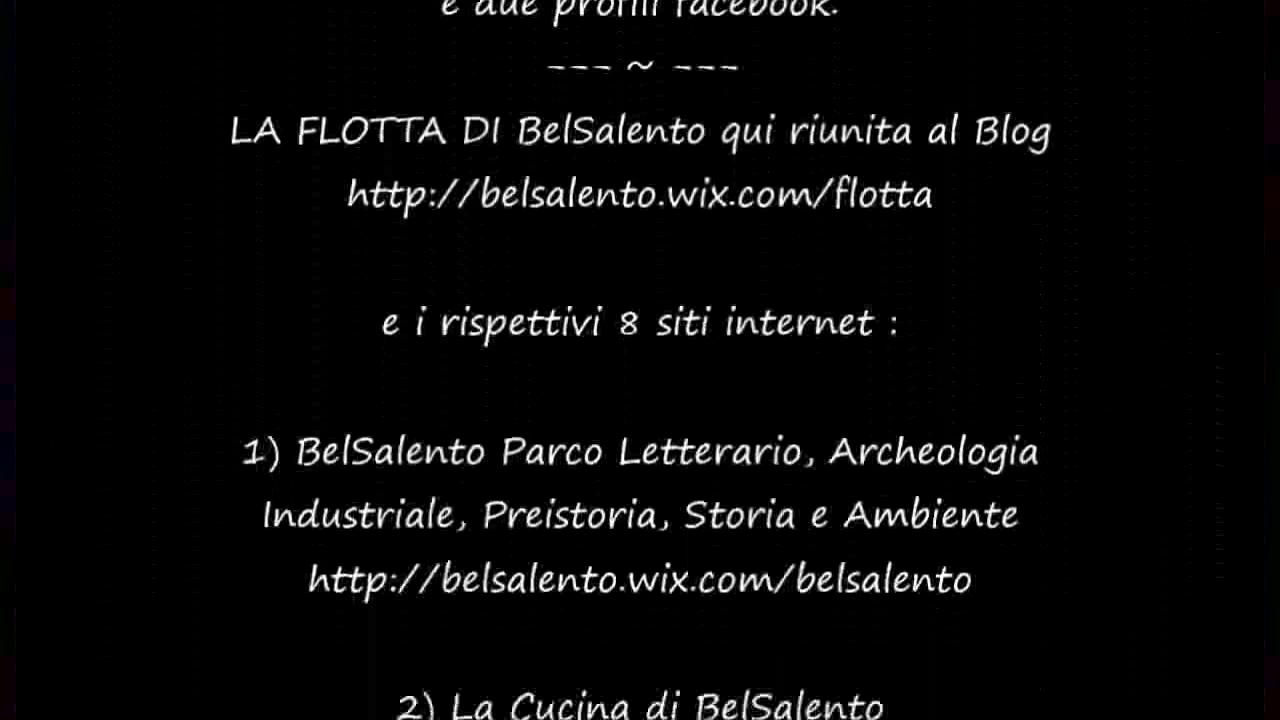 e due profili facebook.
--- ~ ---
LA FLOTTA DI BelSalento qui riunita al Blog
http://belsalento.wix.com/flotta
e i rispettivi 8 siti internet :
1) BelSalento Parco Letterario, Archeologia
Industriale, Preistoria, Storia e Ambiente
http://belsalento.wix.com/belsalento
2) La Cucina di BelSalento